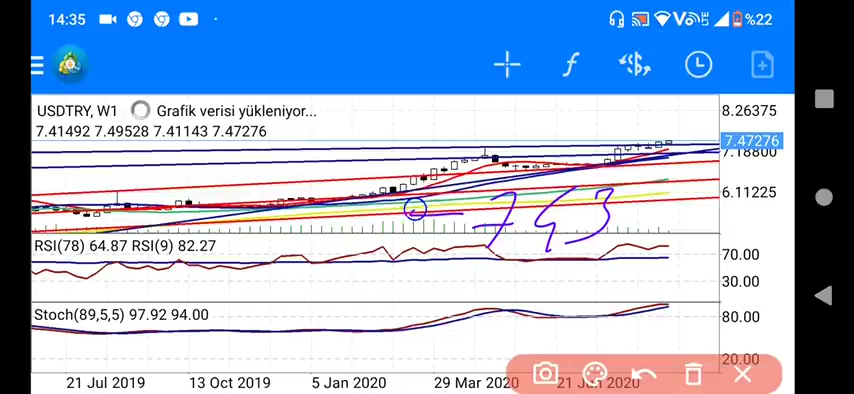 14:35
LTE
%22
USDTRY, W1 Grafik verisi yükleniyor...
7.41492 7.49528 7.41143 7.47276
8.26375
7.47276
7.18800
6.11225
743
RSI(78) 64.87 RSI(9) 82.27
70.00
30.00
Stoch(89,5,5) 97.92 94.00
80.00
20.00
21 Jul 2019 13 Oct 2019 5 Jan 2020 29 Mar 2020 21 Jun 2020